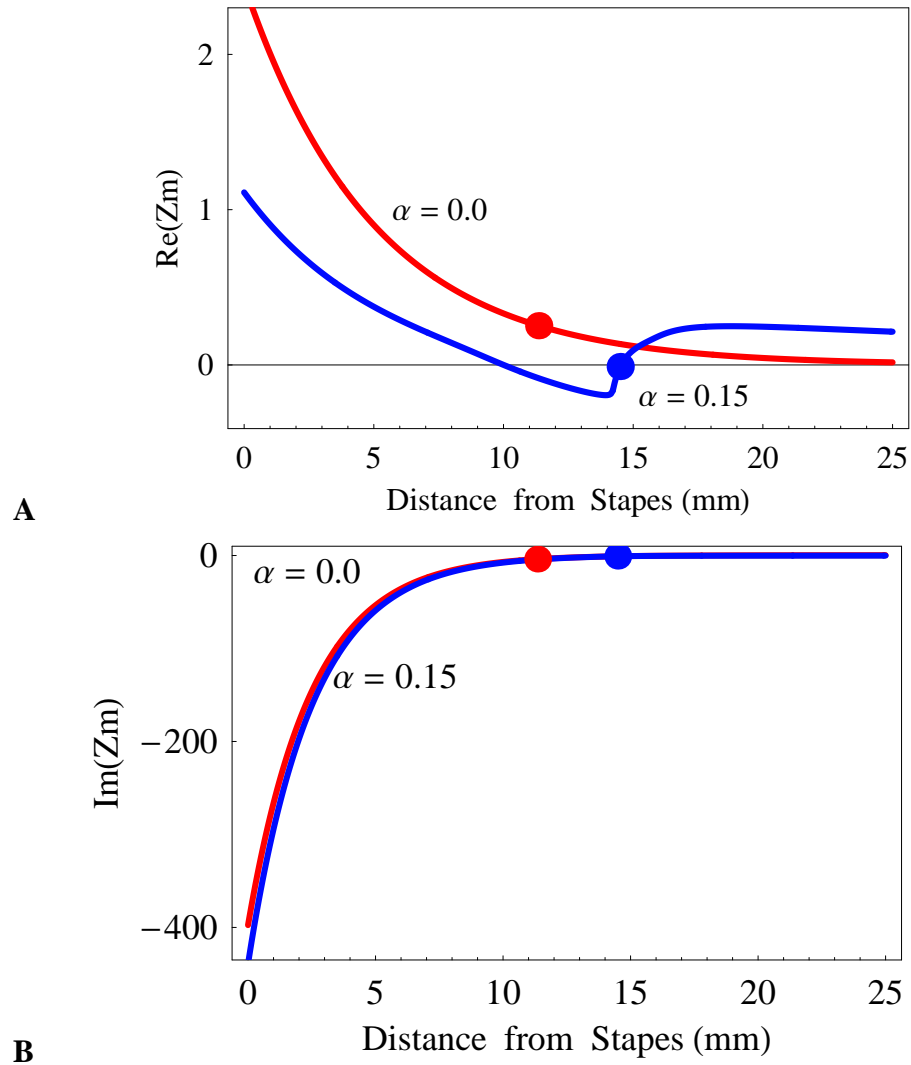 2
1
0
Re(Zm)
α = 0.0
α = 0.15
0 5 10 15 20 25
Distance from Stapes (mm)
A
0
−200
−400
Im(Zm)
α = 0.0
α = 0.15
0 5 10 15 20 25
Distance from Stapes (mm)
B